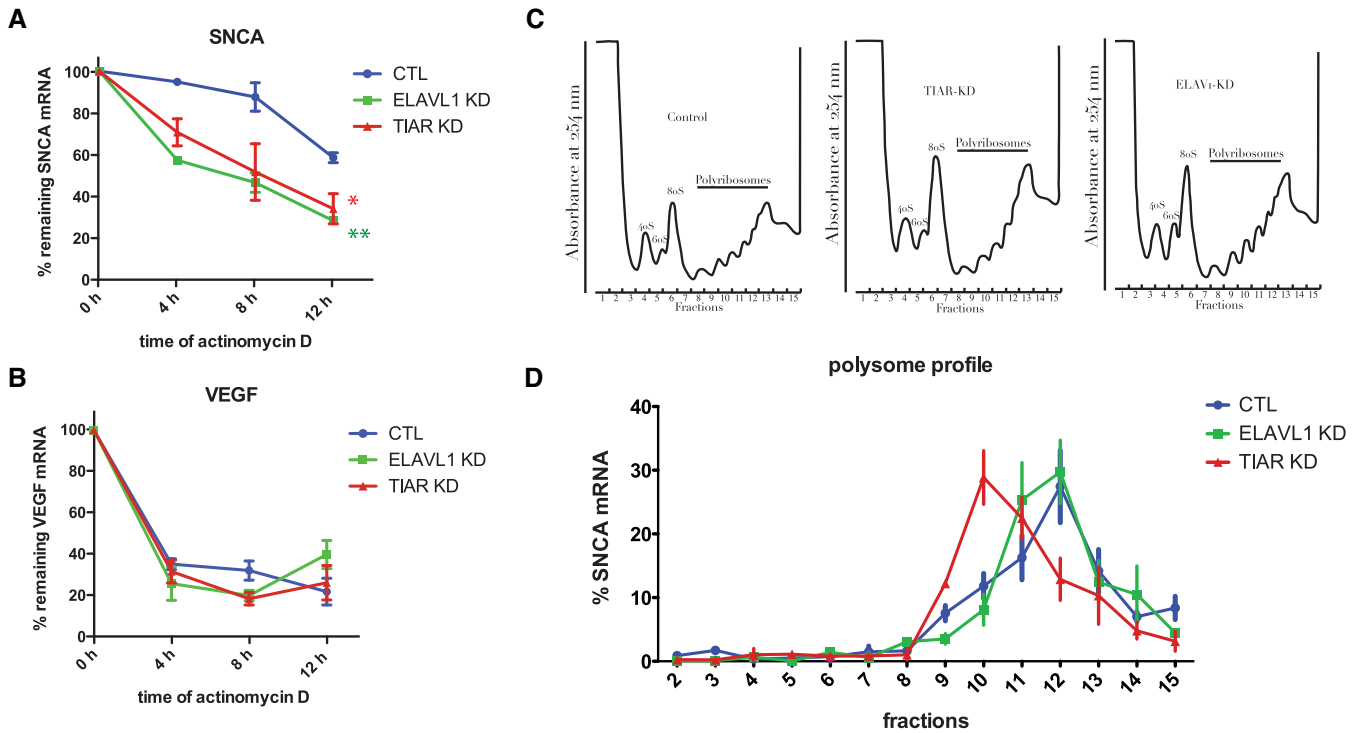 A
SNCA
% remaining SNCA mRNA
100
80
60
40
20
0
0 h
4 h
8 h
12 h
time of actinomycin D
CTL
ELAVL1 KD
TIAR KD
*
**
B
VEGF
% remaining VEGF mRNA
100
80
60
40
20
0
0 h
4 h
8 h
12 h
time of actinomycin D
CTL
ELAVL1 KD
TIAR KD
C
Absorbance at 254 nm
Control
40S
60S
80S
Polyribosomes
1 2 3 4 5 6 7 8 9 10 11 12 13 14 15
Fractions
Absorbance at 254 nm
TIAR-KD
40S
60S
80S
Polyribosomes
1 2 3 4 5 6 7 8 9 10 11 12 13 14 15
Fractions
Absorbance at 254 nm
ELAV1-KD
40S
60S
80S
Polyribosomes
1 2 3 4 5 6 7 8 9 10 11 12 13 14 15
Fractions
D
polysome profile
% SNCA mRNA
40
30
20
10
0
2 3 4 5 6 7 8 9 10 11 12 13 14 15
fractions
CTL
ELAVL1 KD
TIAR KD